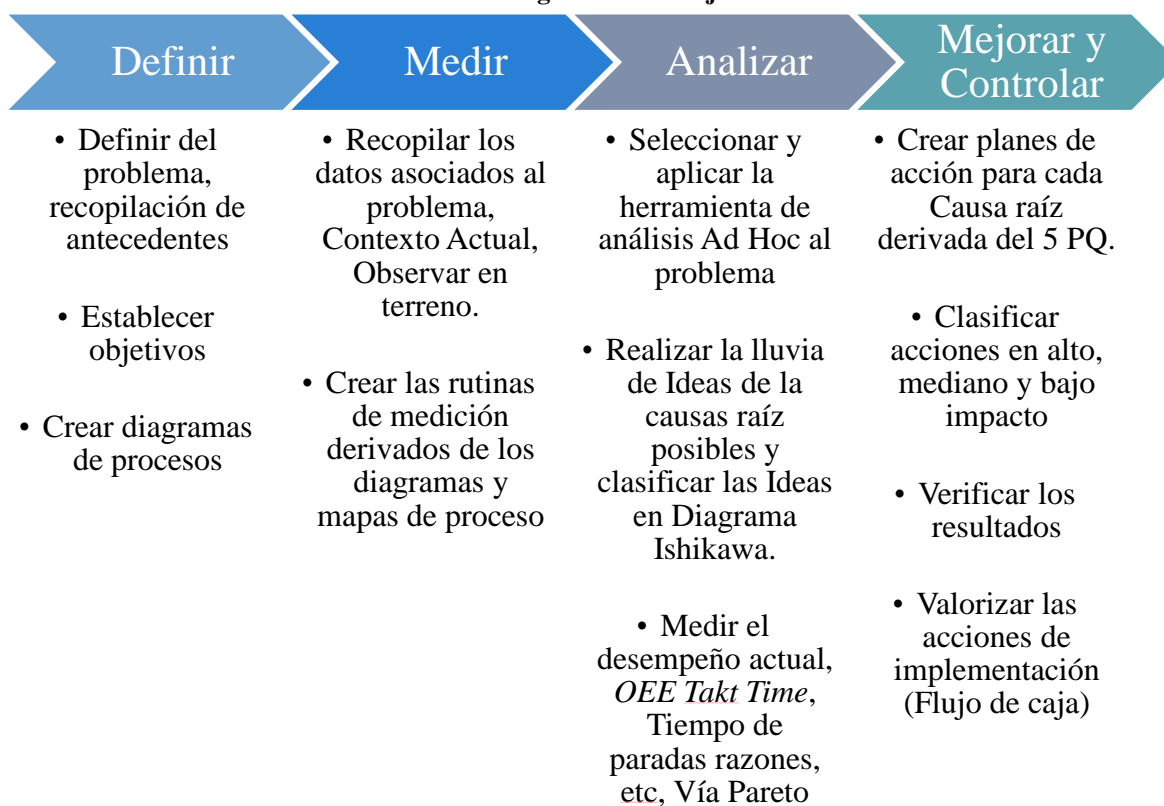 Definir
Medir
Analizar
Mejorar y
Controlar
• Definir del
problema,
recopilación de
antecedentes
• Establecer
objetivos
• Crear diagramas
de procesos
• Recopilar los
datos asociados al
problema,
Contexto Actual,
Observar en
terreno.
• Crear las rutinas
de medición
derivados de los
diagramas y
mapas de proceso
• Seleccionar y
aplicar la
herramienta de
análisis Ad Hoc al
problema
• Realizar la lluvia
de Ideas de la
causas raíz
posibles y
clasificar las Ideas
en Diagrama
Ishikawa.
• Medir el
desempeño actual,
OEE Takt Time,
Tiempo de
paradas razones,
etc, Vía Pareto
• Crear planes de
acción para cada
Causa raíz
derivada del 5 PQ.
• Clasificar
acciones en alto,
mediano y bajo
impacto
• Verificar los
resultados
• Valorizar las
acciones de
implementación
(Flujo de caja)